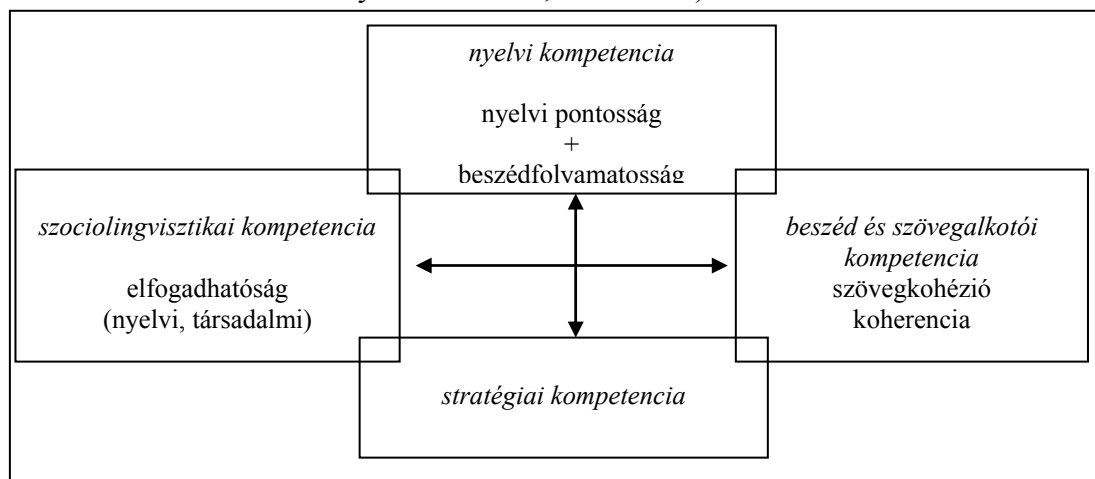 nyelvi kompetencia
nyelvi pontosság
+
beszédfolyamatosság
szociolingvisztikai kompetencia
elfogadhatóság
(nyelvi, társadalmi)
beszéd és szövegalkotói
kompetencia
szövegkohézió
koherencia
stratégiai kompetencia